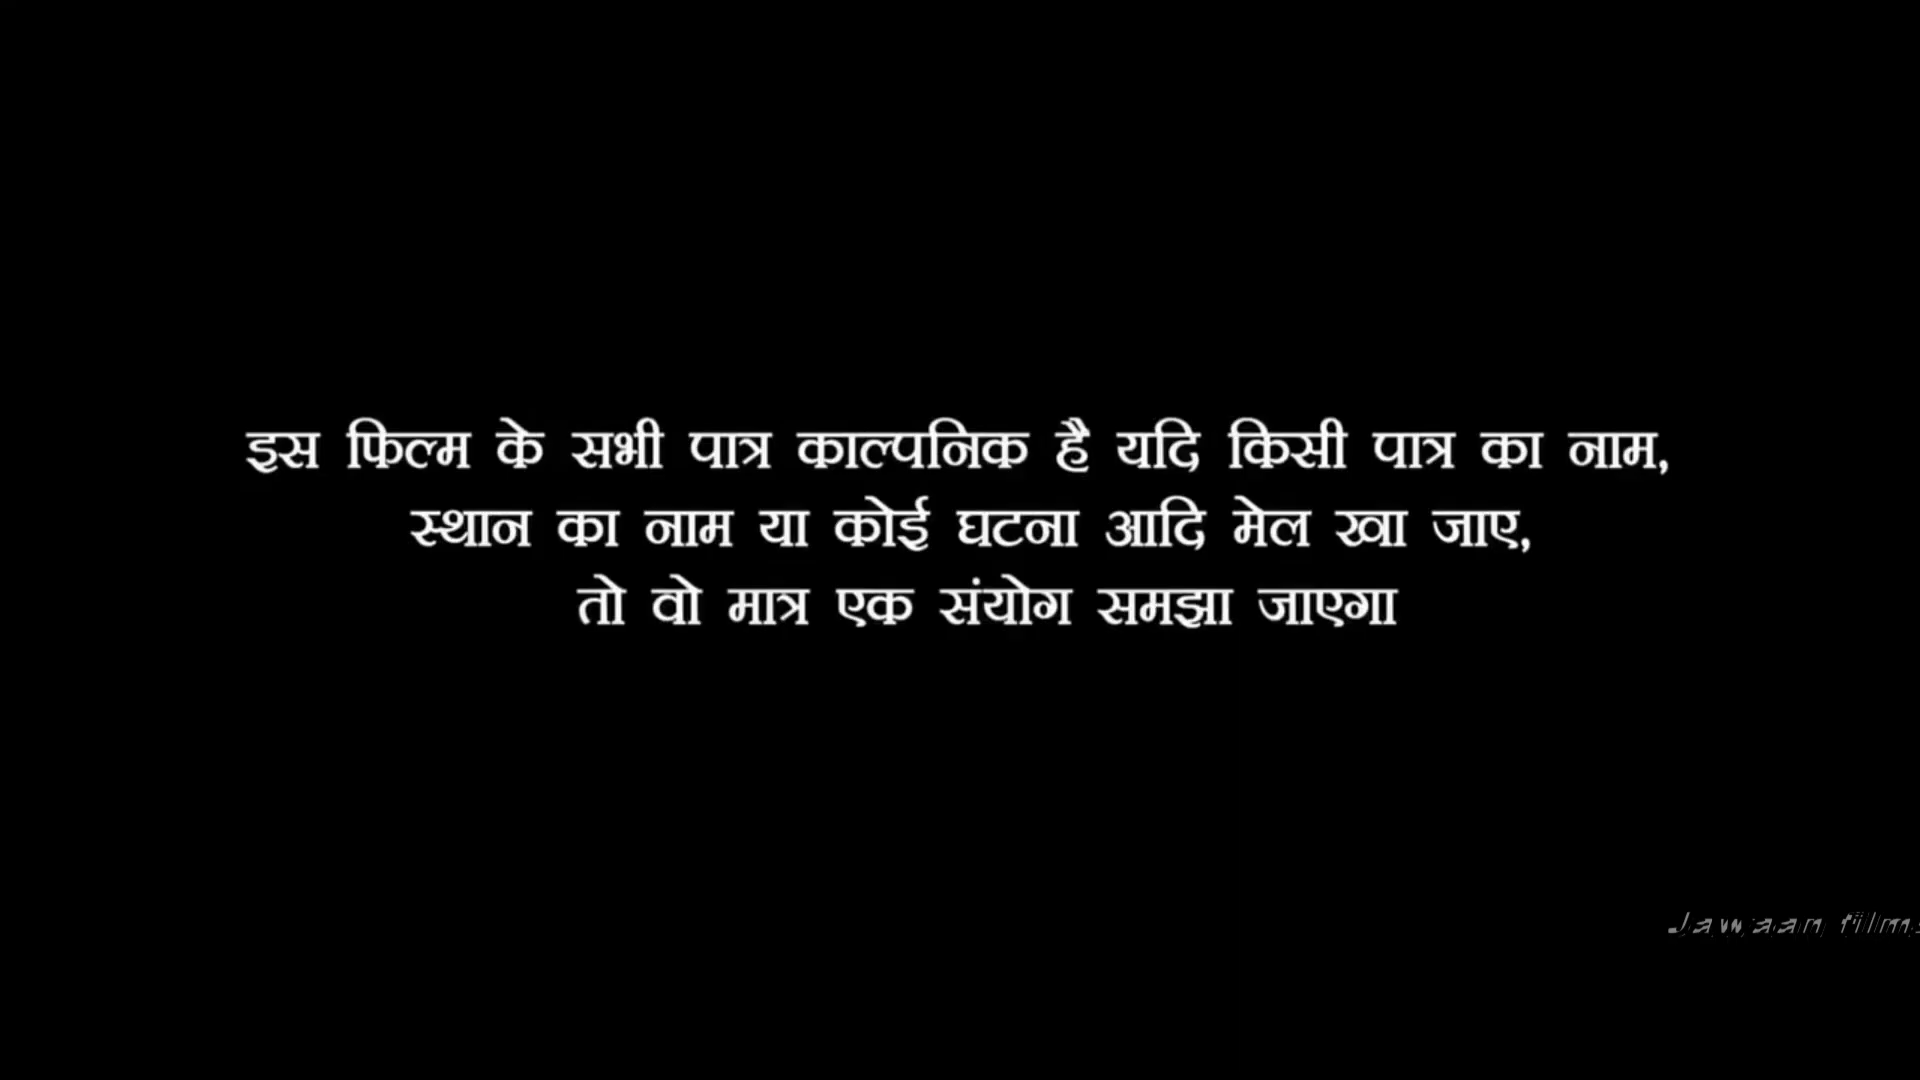 इस फिल्म के सभी पात्र काल्पनिक है यदि किसी पात्र का नाम,
स्थान का नाम या कोई घटना आदि मेल खा जाए,
तो वो मात्र एक संयोग समझा जाएगा
Jawaan films